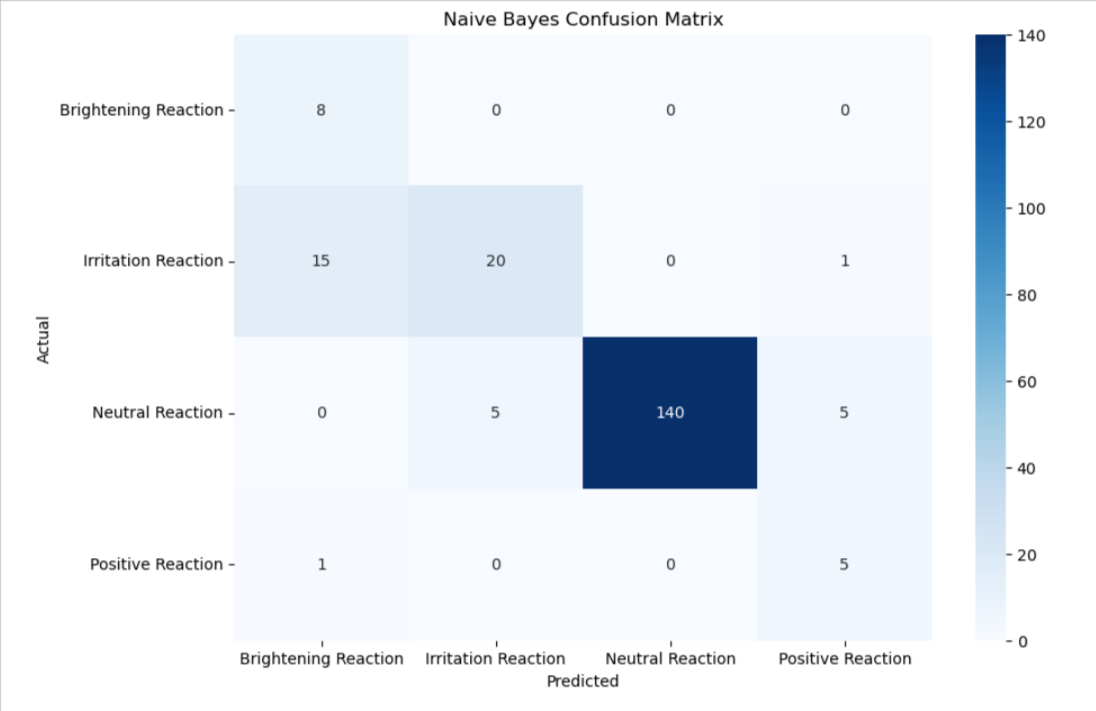 Naive Bayes Confusion Matrix
Brightening Reaction 8 0 0 0
Irritation Reaction 15 20 0 1
Neutral Reaction 0 5 140 5
Positive Reaction 1 0 0 5
Brightening Reaction Irritation Reaction Neutral Reaction Positive Reaction
Predicted
Actual
140
120
100
80
60
40
20
0